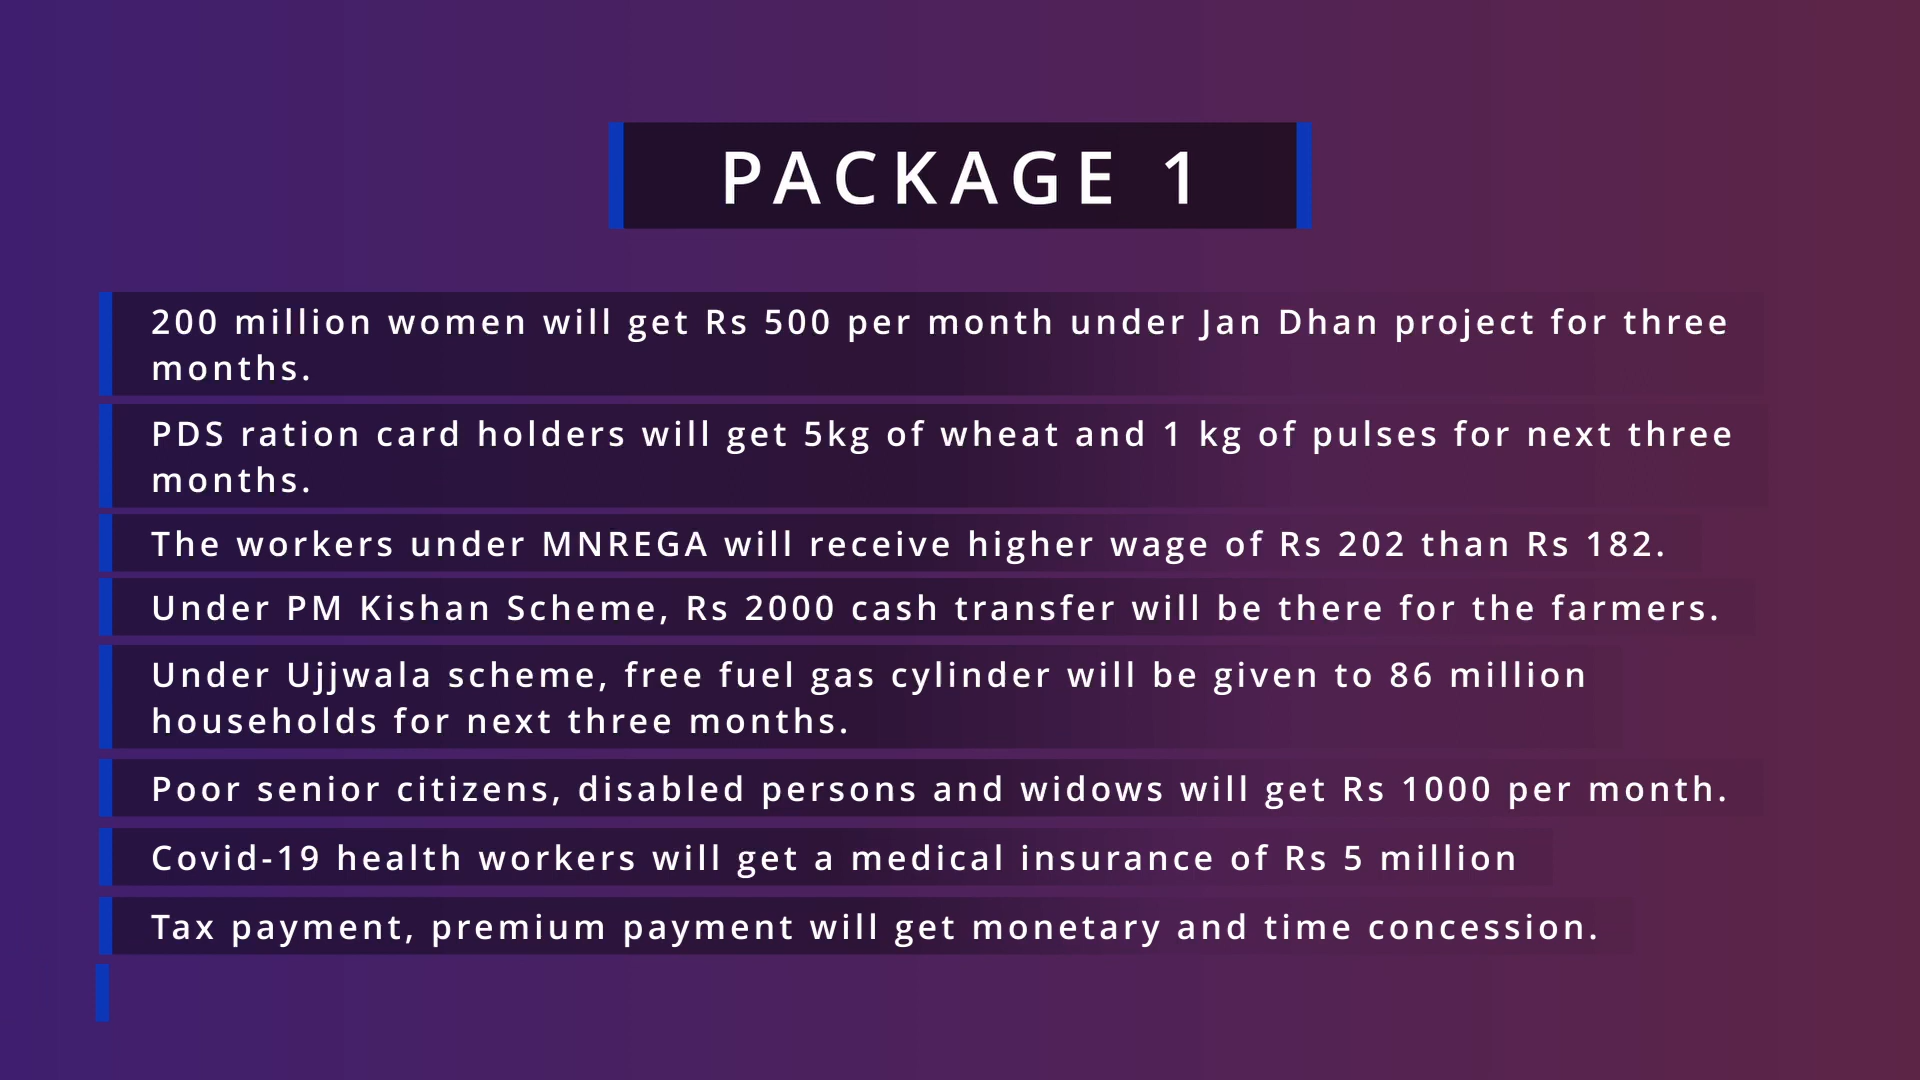 PACKAGE 1
200 million women will get Rs 500 per month under Jan Dhan project for three
months.
PDS ration card holders will get 5kg of wheat and 1 kg of pulses for next three
months.
The workers under MNREGA will receive higher wage of Rs 202 than Rs 182.
Under PM Kishan Scheme, Rs 2000 cash transfer will be there for the farmers.
Under Ujjwala scheme, free fuel gas cylinder will be given to 86 million
households for next three months.
Poor senior citizens, disabled persons and widows will get Rs 1000 per month.
Covid-19 health workers will get a medical insurance of Rs 5 million
Tax payment, premium payment will get monetary and time concession.